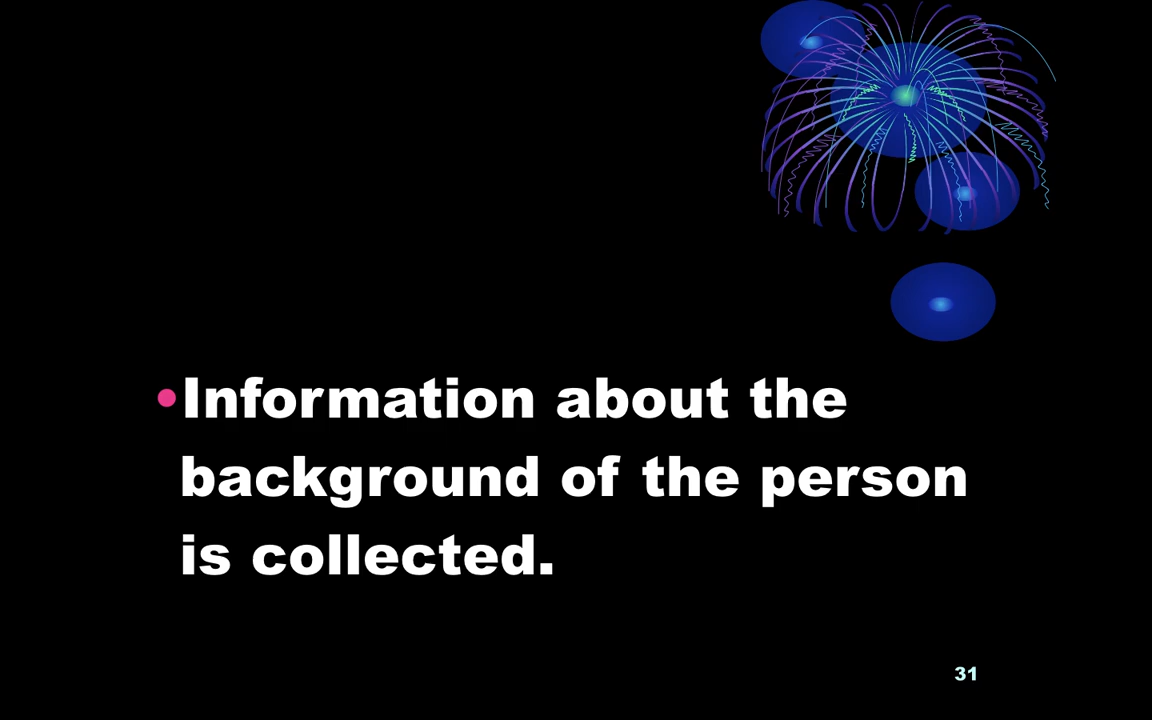 •Information about the
background of the person
is collected.
31